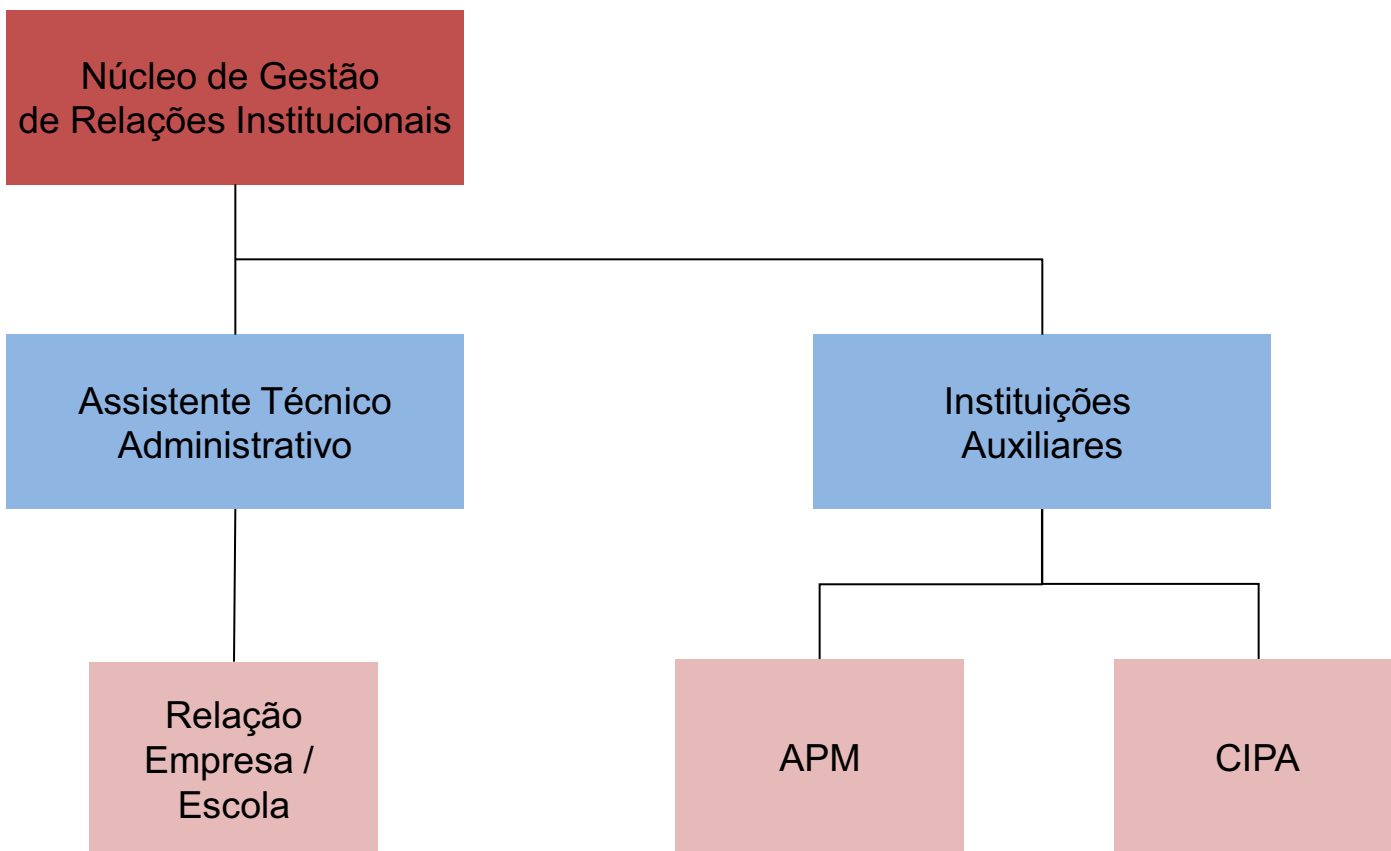 Núcleo de Gestão
de Relações Institucionais
Assistente Técnico
Administrativo
Instituições
Auxiliares
Relação
Empresa /
Escola
APM
CIPA